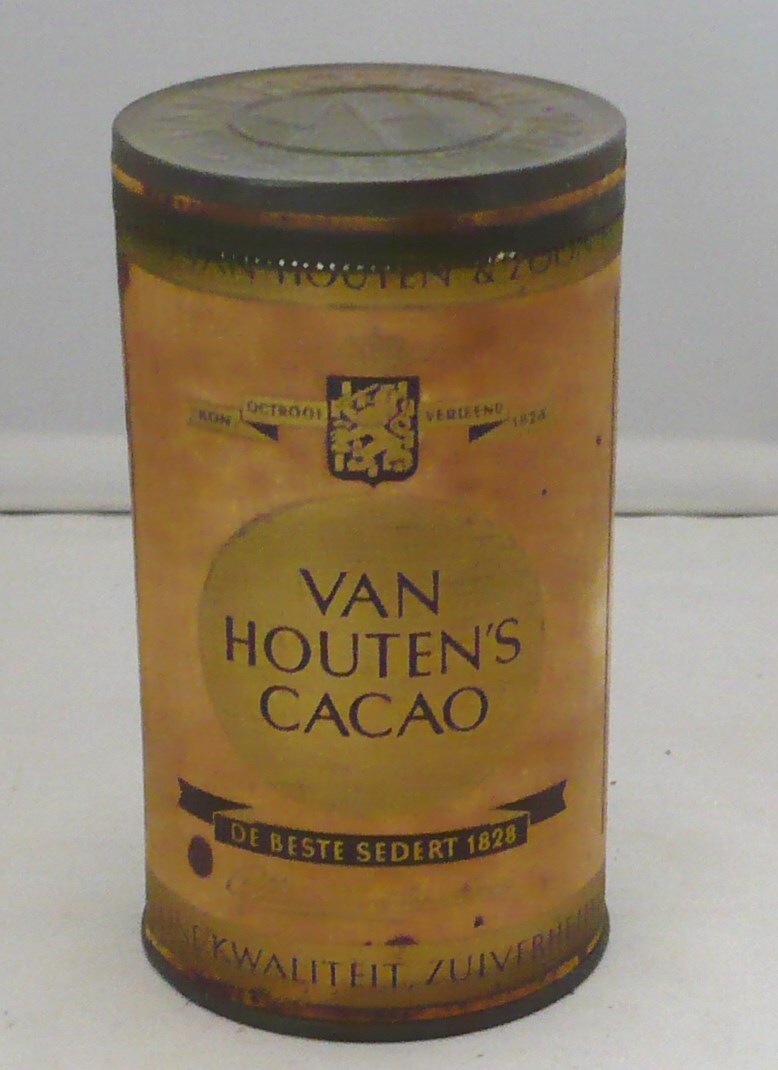 VAN HOUTEN & ZOON
KON OCTROOI VERLEEND 1828
VAN
HOUTEN'S
CACAO
DE BESTE SEDERT 1828
KWALITEIT, ZUIVERHEID